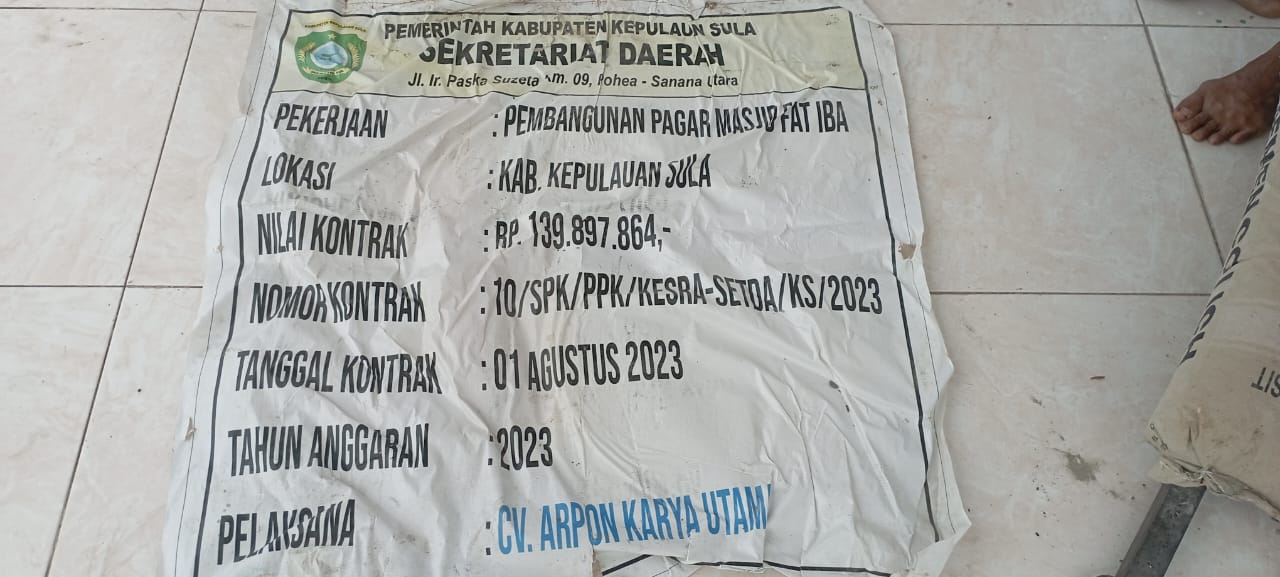 PEMERINTAH KABUPATEN KEPULAUN SULA
SEKRETARIAT DAERAH
Jl. Ir. Paska Suzeta Km. 09, Pohea - Sanana Utara
PEKERJAAN : PEMBANGUNAN PAGAR MASJID FAT IBA
LOKASI : KAB. KEPULAUAN SULA
NILAI KONTRAK : RP. 139.897.864,-
NOMOR KONTRAK : 10/SPK/PPK/KESRA-SETDA/KS/2023
TANGGAL KONTRAK : 01 AGUSTUS 2023
TAHUN ANGGARAN : 2023
PELAKSANA : CV. ARPON KARYA UTAMA